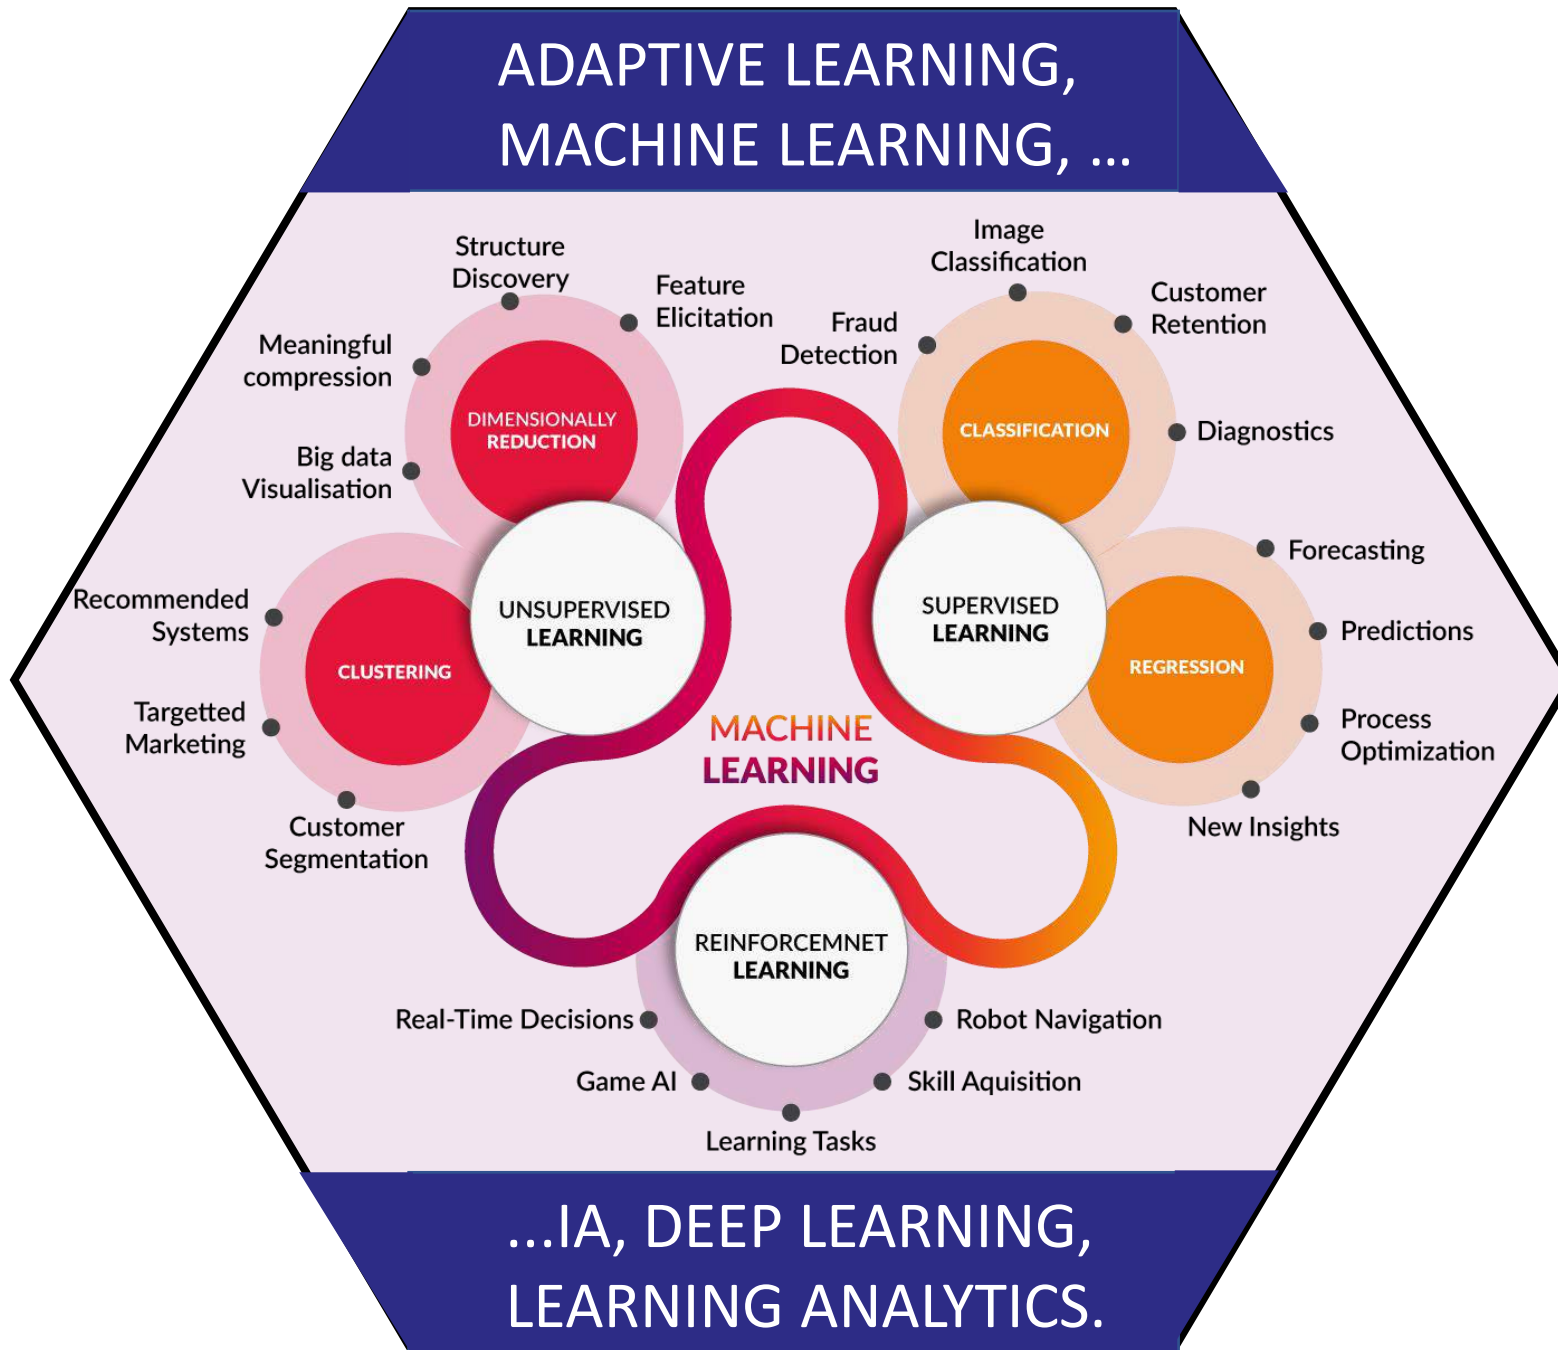 ADAPTIVE LEARNING,
MACHINE LEARNING, ...
Structure
Discovery
Feature
Elicitation
Meaningful
compression
Big data
Visualisation
DIMENSIONALLY
REDUCTION
Image
Classification
Customer
Retention
Fraud
Detection
CLASSIFICATION
Diagnostics
Recommended
Systems
Targetted
Marketing
Customer
Segmentation
CLUSTERING
UNSUPERVISED
LEARNING
SUPERVISED
LEARNING
Forecasting
Predictions
Process
Optimization
New Insights
REGRESSION
MACHINE
LEARNING
REINFORCEMNET
LEARNING
Real-Time Decisions
Game AI
Learning Tasks
Skill Aquisition
Robot Navigation
...IA, DEEP LEARNING,
LEARNING ANALYTICS.